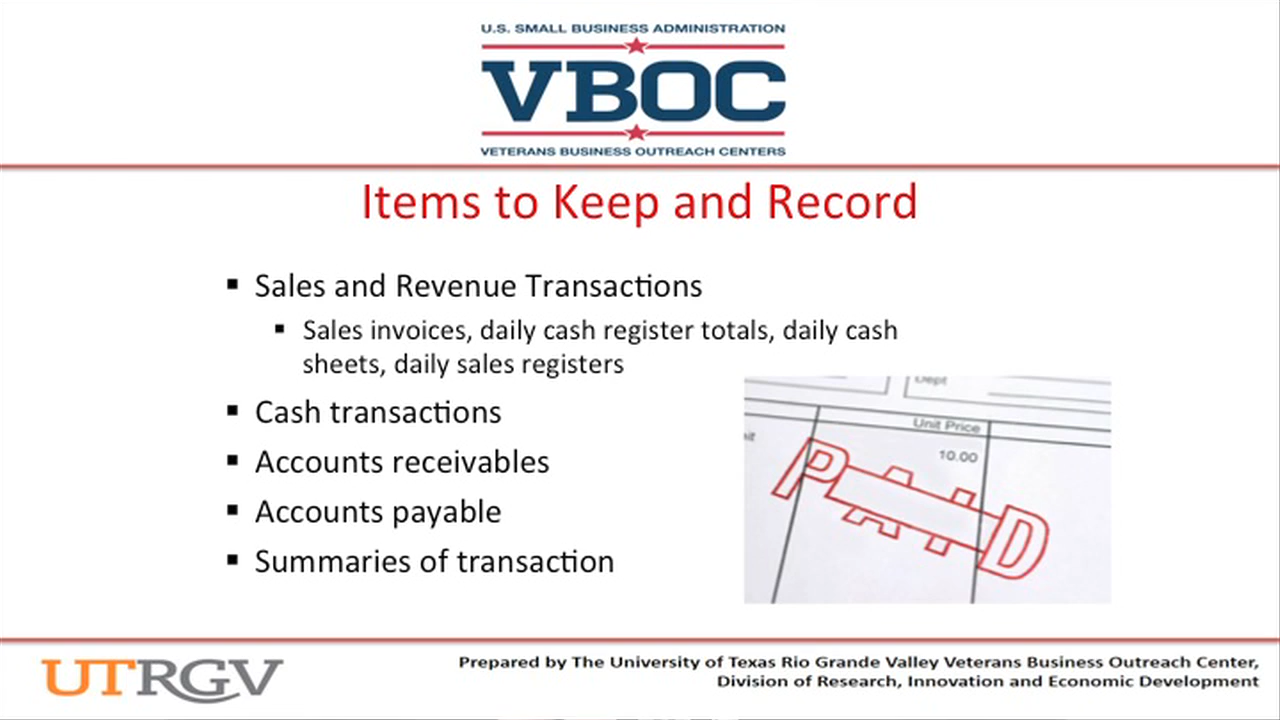 U.S. SMALL BUSINESS ADMINISTRATION
VBOC
VETERANS BUSINESS OUTREACH CENTERS
Items to Keep and Record
▪ Sales and Revenue Transactions
▪ Sales invoices, daily cash register totals, daily cash
sheets, daily sales registers
▪ Cash transactions
▪ Accounts receivables
▪ Accounts payable
▪ Summaries of transaction
Dept
Unit Price
10.00
PAID
UTRGV
Prepared by The University of Texas Rio Grande Valley Veterans Business Outreach Center,
Division of Research, Innovation and Economic Development